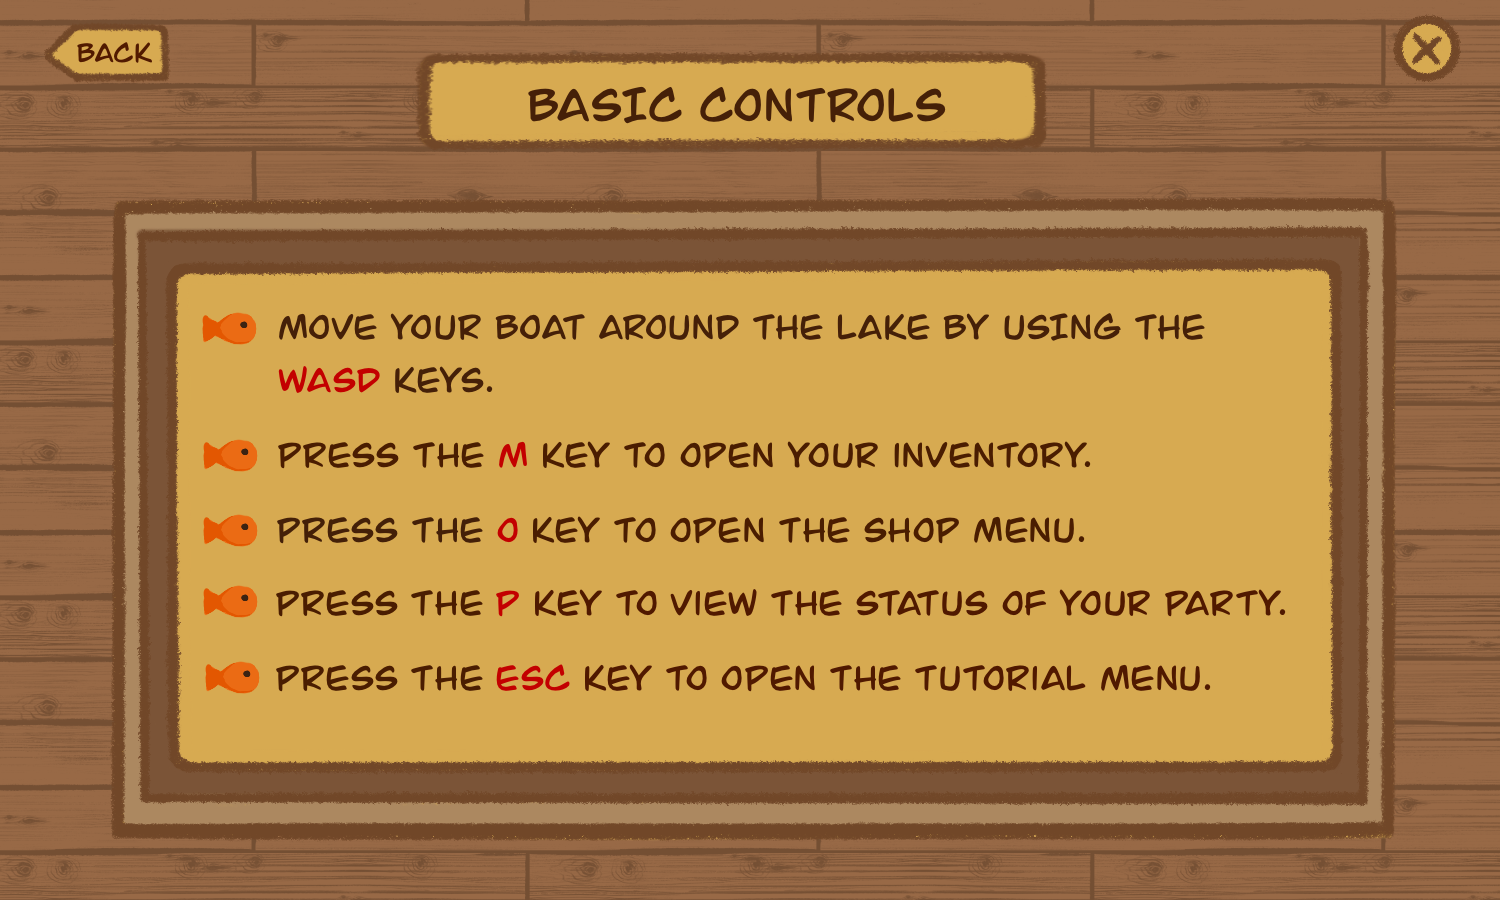 BACK
BASIC CONTROLS
MOVE YOUR BOAT AROUND THE LAKE BY USING THE
WASD KEYS.
PRESS THE M KEY TO OPEN YOUR INVENTORY.
PRESS THE O KEY TO OPEN THE SHOP MENU.
PRESS THE P KEY TO VIEW THE STATUS OF YOUR PARTY.
PRESS THE ESC KEY TO OPEN THE TUTORIAL MENU.